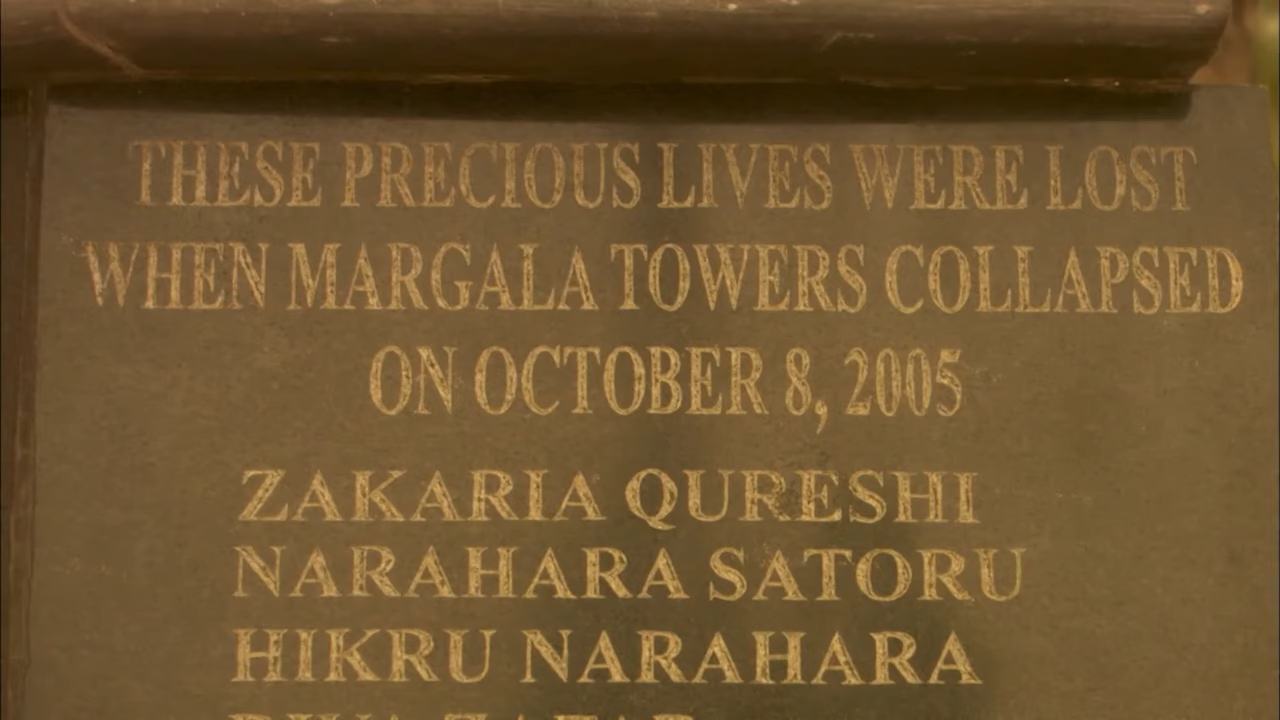 THESE PRECIOUS LIVES WERE LOST
WHEN MARGALA TOWERS COLLAPSED
ON OCTOBER 8, 2005
ZAKARIA QURESHI
NARAHARA SATORU
HIKRU NARAHARA